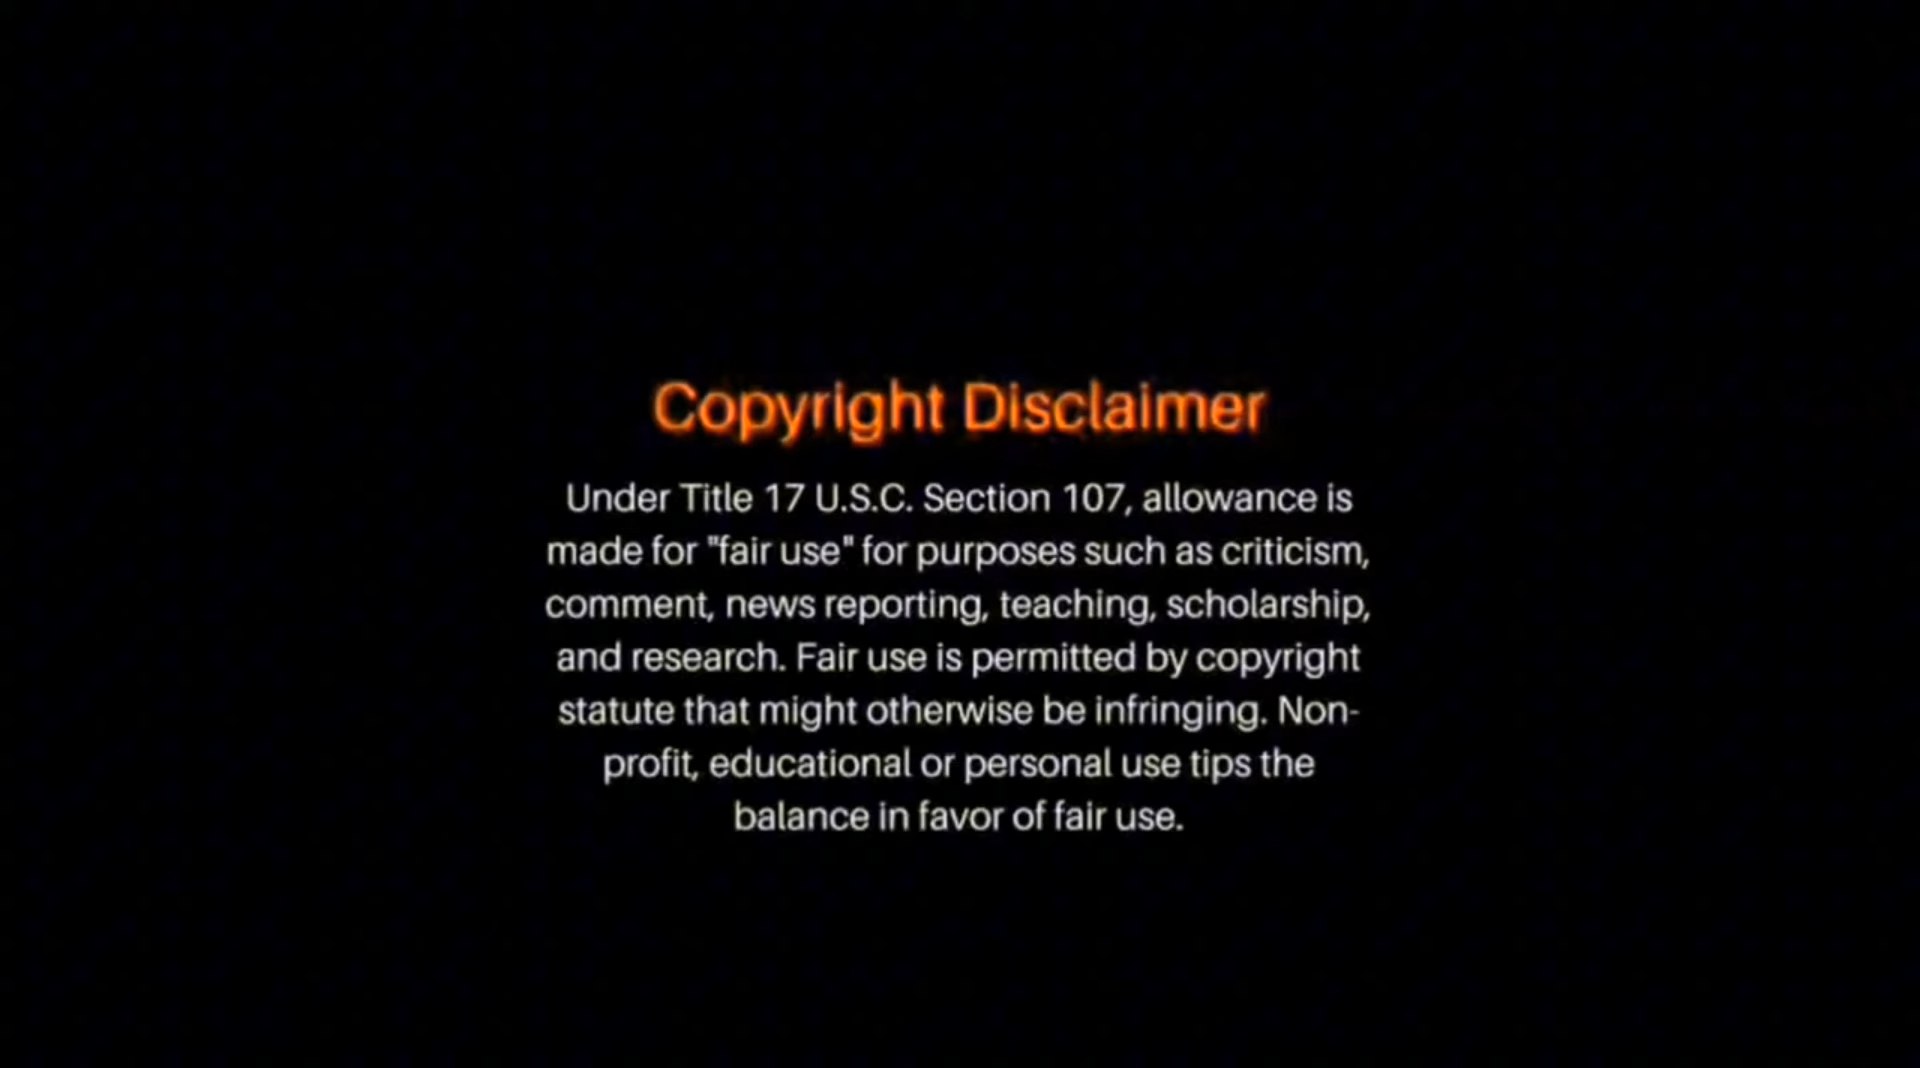 Copyright Disclaimer
Under Title 17 U.S.C. Section 107, allowance is
made for "fair use" for purposes such as criticism,
comment, news reporting, teaching, scholarship,
and research. Fair use is permitted by copyright
statute that might otherwise be infringing. Non-
profit, educational or personal use tips the
balance in favor of fair use.